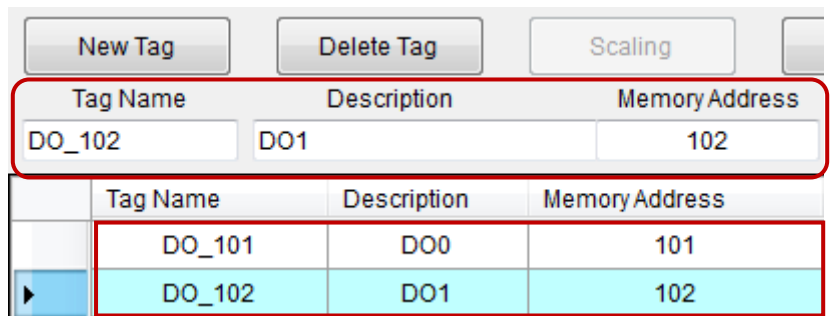 New Tag Delete Tag Scaling
Tag Name Description Memory Address
DO_102 DO1 102
Tag Name Description Memory Address
DO_101 DO0 101
DO_102 DO1 102